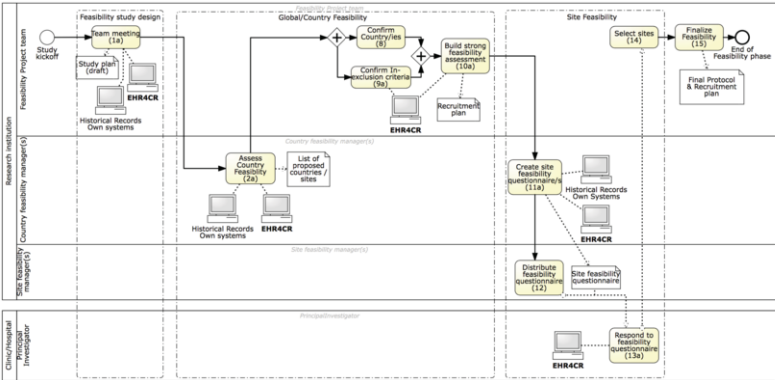 Feasibility Project team
Feasibility study design
Global/Country Feasibility
Site Feasibility
Research institution
Feasibility Project team
Study
kickoff
Team meeting
(1a)
Study plan
(draft)
EHR4CR
Historical Records
Own systems
Confirm
Country/ies
(8)
Confirm In-
exclusion criteria
(9a)
EHR4CR
Build strong
feasibility
assessment
(10a)
Recruitment
plan
Select sites
(14)
Finalize
Feasibility
(15)
End of
Feasibility phase
Final Protocol
& Recruitment
plan
Country feasibility manager(s)
Country feasibility manager(s)
Assess
Country
Feasiblity
(2a)
List of
proposed
countries /
sites
Historical Records
Own systems
EHR4CR
Create site
feasibility
questionnaire/s
(11a)
Historical Records
Own Systems
EHR4CR
Site feasibility
manager(s)
Site feasibility manager(s)
Distribute
feasibility
questionnaire
(12)
Site feasibility
questionnaire
Clinic/Hospital
Principal
Investigator
PrincipalInvestigator
EHR4CR
Respond to
feasibility
questionnaire
(13a)